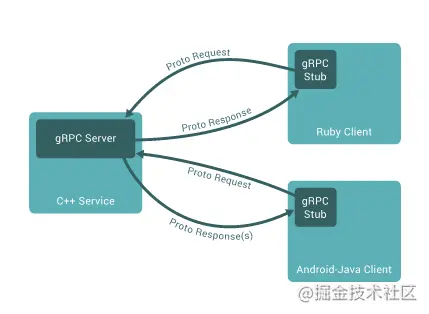 Proto Request
gRPC
Stub
Ruby Client
Proto Response
gRPC Server
C++ Service
Proto Request
gRPC
Stub
Proto Response(s)
Android-Java Client
@掘金技术社区